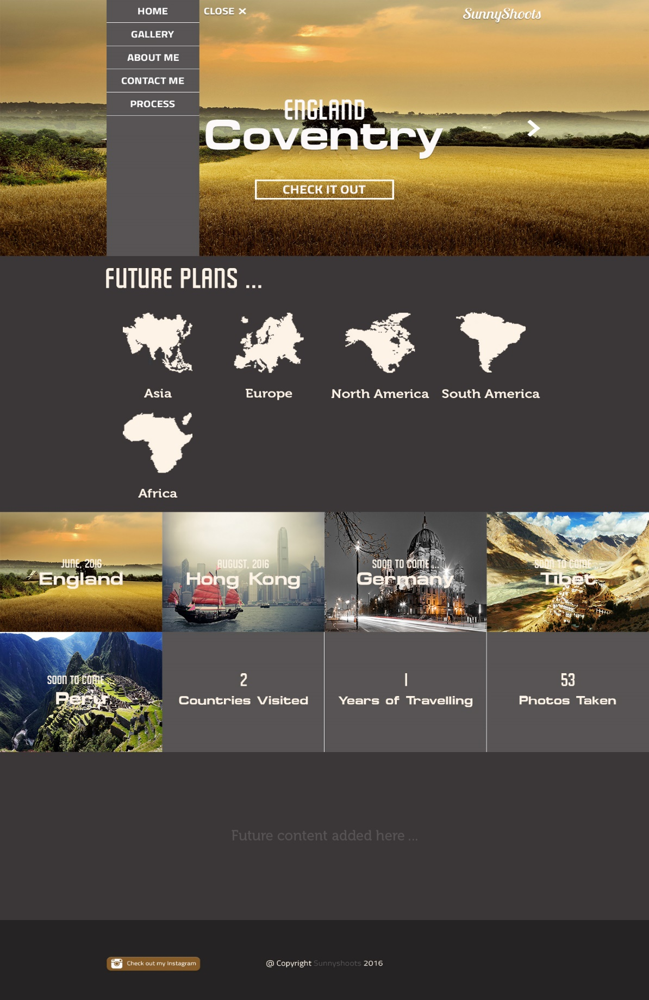 HOME
CLOSE ×
SunnyShoots
GALLERY
ABOUT ME
CONTACT ME
PROCESS
ENGLAND
Coventry
CHECK IT OUT
FUTURE PLANS ...
Asia
Europe
North America
South America
Africa
JUNE, 2016
England
AUGUST, 2016
Hong Kong
SOON TO COME ...
Germany
SOON TO COME ...
Tibet
SOON TO COME ...
Peru
2
Countries Visited
1
Years of Travelling
53
Photos Taken
Future content added here ...
Check out my Instagram
@ Copyright Sunnyshoots 2016